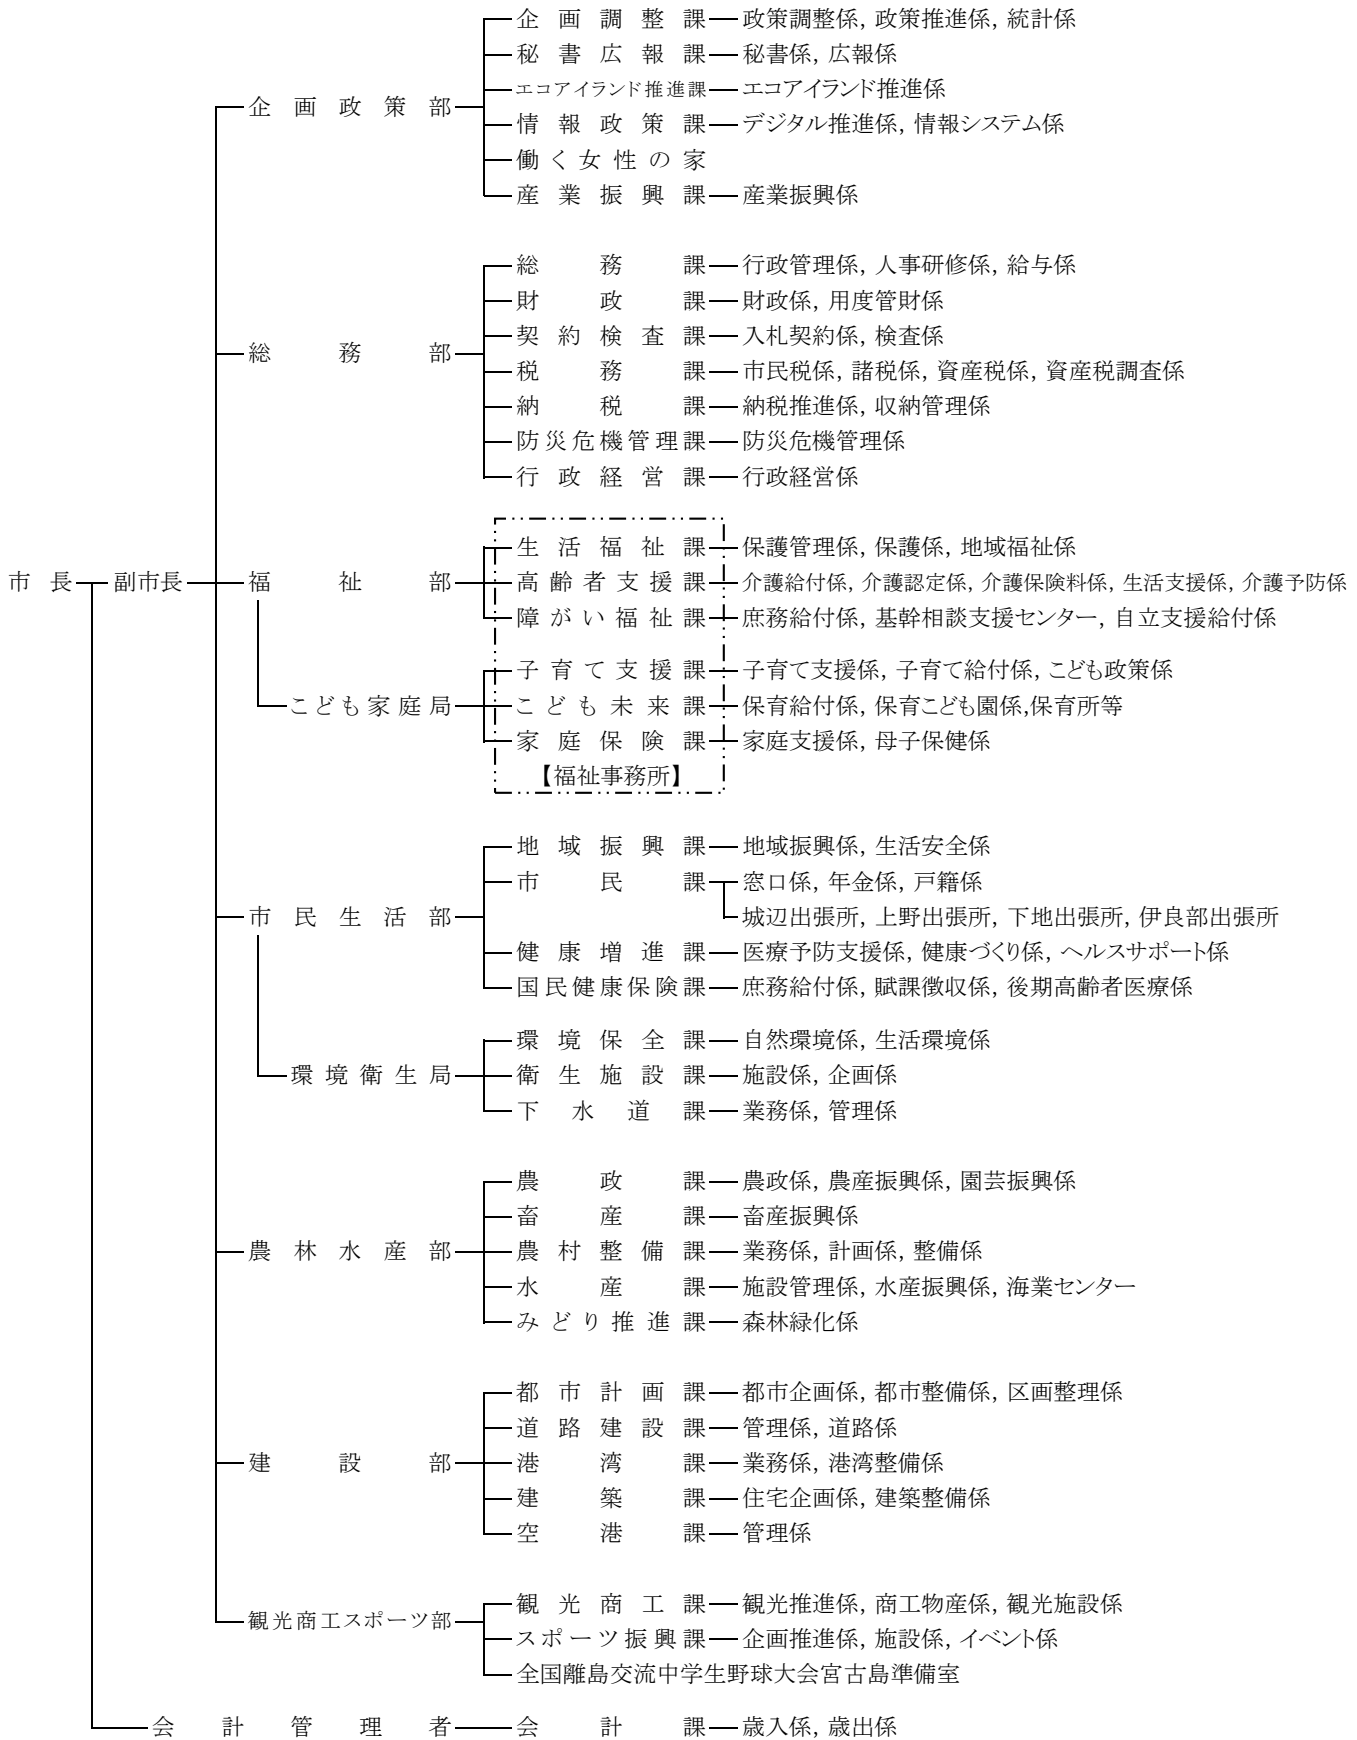 企画調整課 政策調整係, 政策推進係, 統計係
秘書広報課 秘書係, 広報係
エコアイランド推進課 エコアイランド推進係
企画政策部
情報政策課 デジタル推進係, 情報システム係
働く女性の家
産業振興課 産業振興係
総務課 行政管理係, 人事研修係, 給与係
財政課 財政係, 用度管財係
契約検査課 入札契約係, 検査係
総務部
税務課 市民税係, 諸税係, 資産税係, 資産税調査係
納税課 納税推進係, 収納管理係
防災危機管理課 防災危機管理係
行政経営課 行政経営係
生活福祉課 保護管理係, 保護係, 地域福祉係
市長 副市長 福祉部 高齢者支援課 介護給付係, 介護認定係, 介護保険料係, 生活支援係, 介護予防係
障がい福祉課 庶務給付係, 基幹相談支援センター, 自立支援給付係
子育て支援課 子育て支援係, 子育て給付係, こども政策係
こども家庭局 こども未来課 保育給付係, 保育こども園係,保育所等
家庭保険課 家庭支援係, 母子保健係
【福祉事務所】
地域振興課 地域振興係, 生活安全係
市民課 窓口係, 年金係, 戸籍係
市民生活部 城辺出張所, 上野出張所, 下地出張所, 伊良部出張所
健康増進課 医療予防支援係, 健康づくり係, ヘルスサポート係
国民健康保険課 庶務給付係, 賦課徴収係, 後期高齢者医療係
環境保全課 自然環境係, 生活環境係
環境衛生局 衛生施設課 施設係, 企画係
下水道課 業務係, 管理係
農政課 農政係, 農産振興係, 園芸振興係
畜産課 畜産振興係
農林水産部 農村整備課 業務係, 計画係, 整備係
水産課 施設管理係, 水産振興係, 海業センター
みどり推進課 森林緑化係
都市計画課 都市企画係, 都市整備係, 区画整理係
道路建設課 管理係, 道路係
建設部 港湾課 業務係, 港湾整備係
建築課 住宅企画係, 建築整備係
空港課 管理係
観光商工課 観光推進係, 商工物産係, 観光施設係
観光商工スポーツ部
スポーツ振興課 企画推進係, 施設係, イベント係
全国離島交流中学生野球大会宮古島準備室
会計管理者 会計課 歳入係, 歳出係